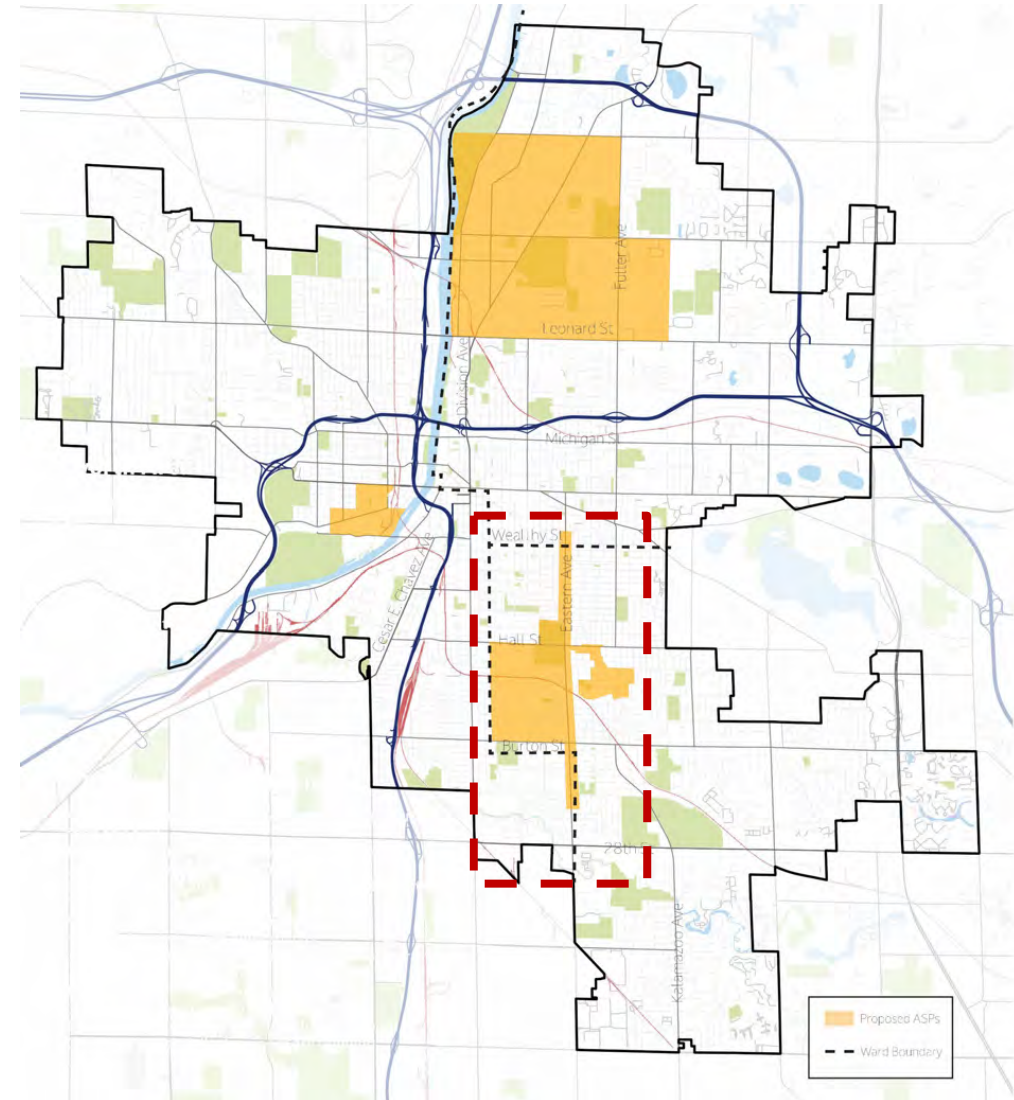 Fuller Ave
Leonard St
Division Ave
Michigan St
Wealthy St
Eastern Ave
Cesar E. Chavez Ave
Hall St
Burton St
28th St
Kalamazoo Ave
Proposed ASPs
Ward Boundary